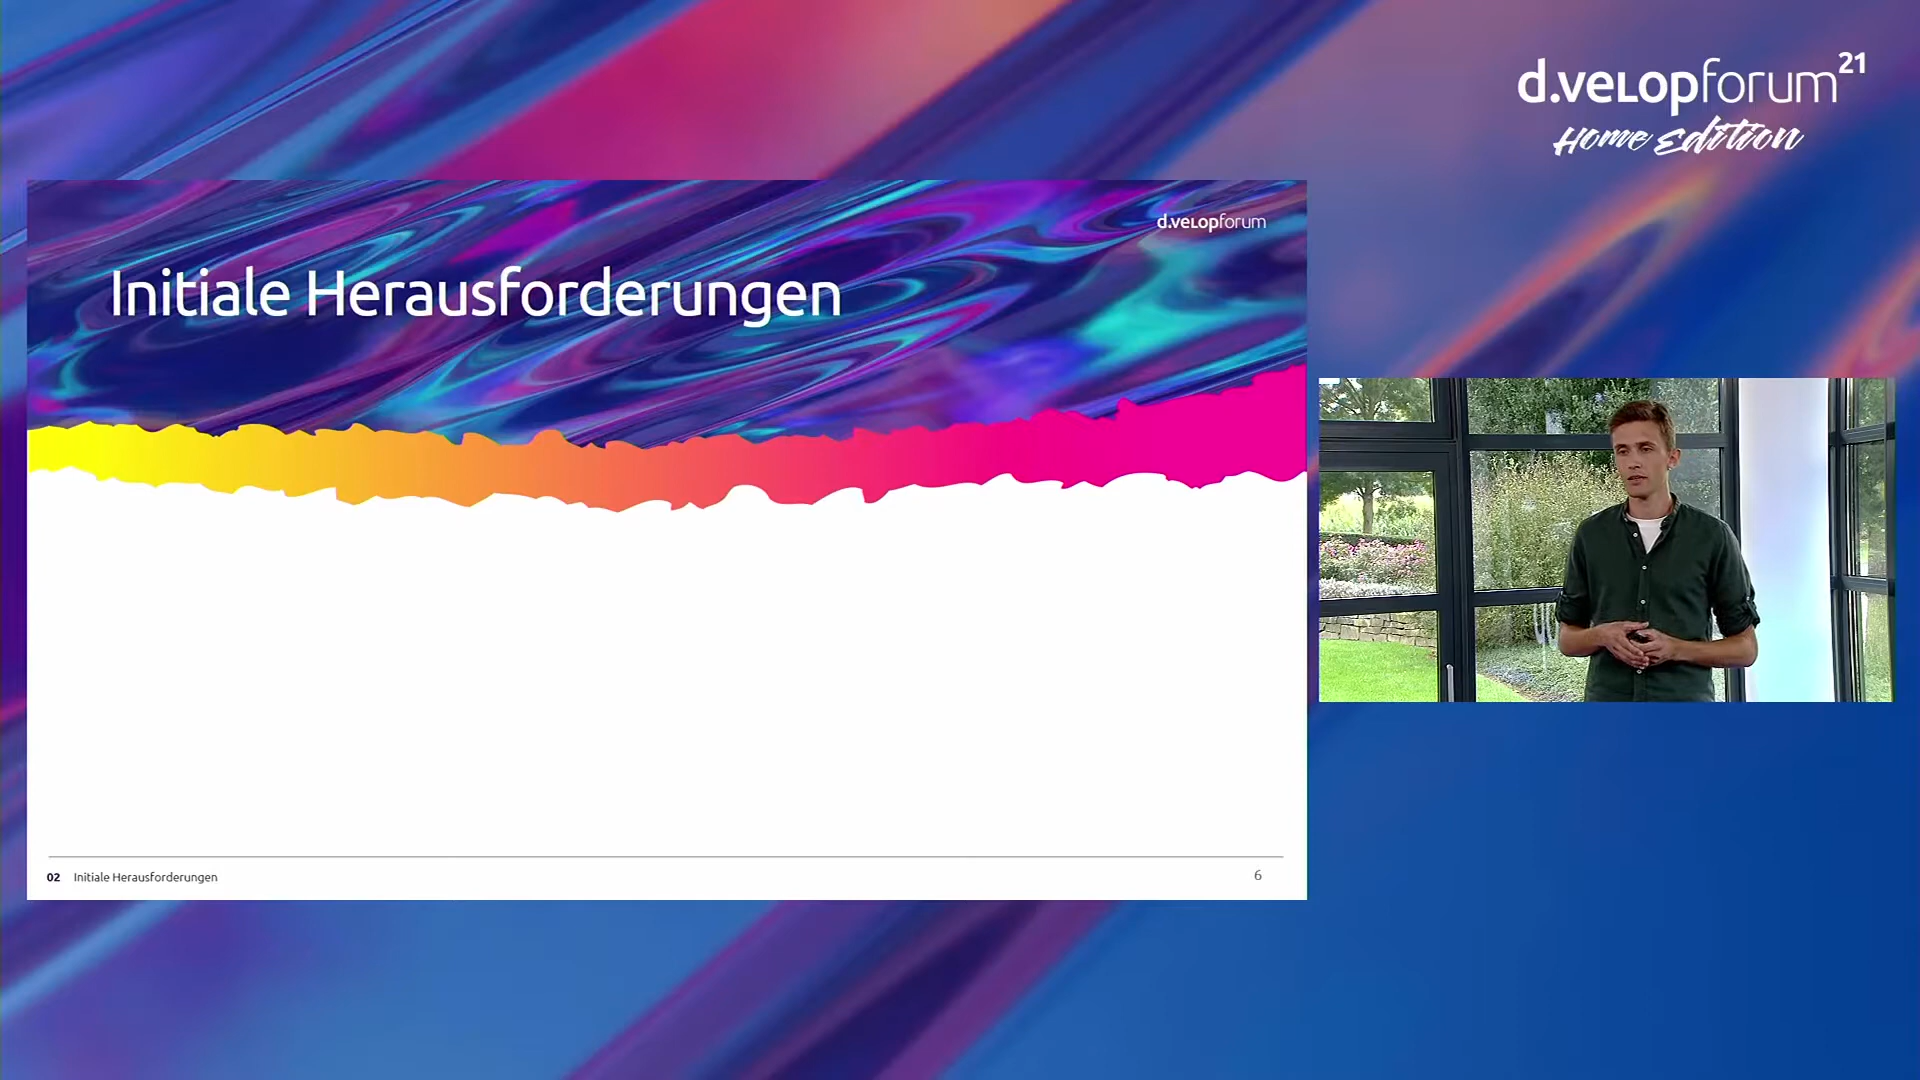 d.velopforum21
Home Edition
d.velopforum
Initiale Herausforderungen
02 Initiale Herausforderungen
6